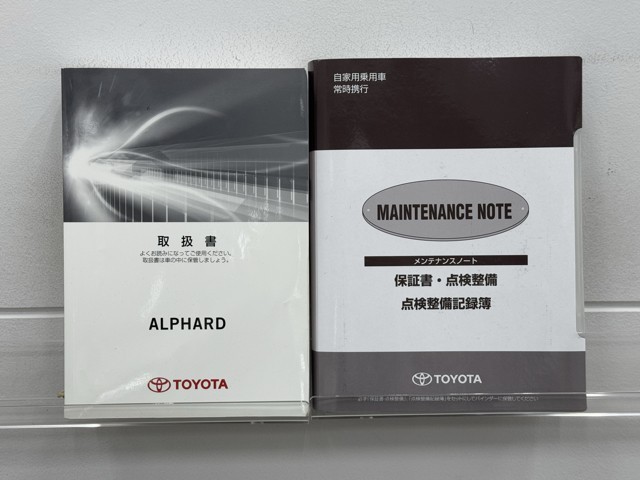 取扱書
よくお読みになってご使用ください。
取扱書は車の中に保管しましょう。
ALPHARD
TOYOTA
自家用乗用車
常時携行
MAINTENANCE NOTE
メンテナンスノート
保証書・点検整備
点検整備記録簿
TOYOTA